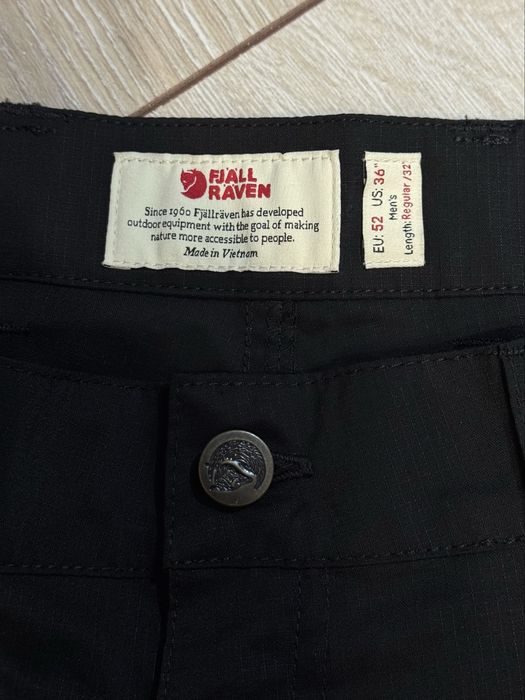 FJÄLL
RÄVEN
Since 1960 Fjällräven has developed
outdoor equipment with the goal of making
nature more accessible to people.
Made in Vietnam
EU: 52 US: 36"
Men's
Length: Regular /32"